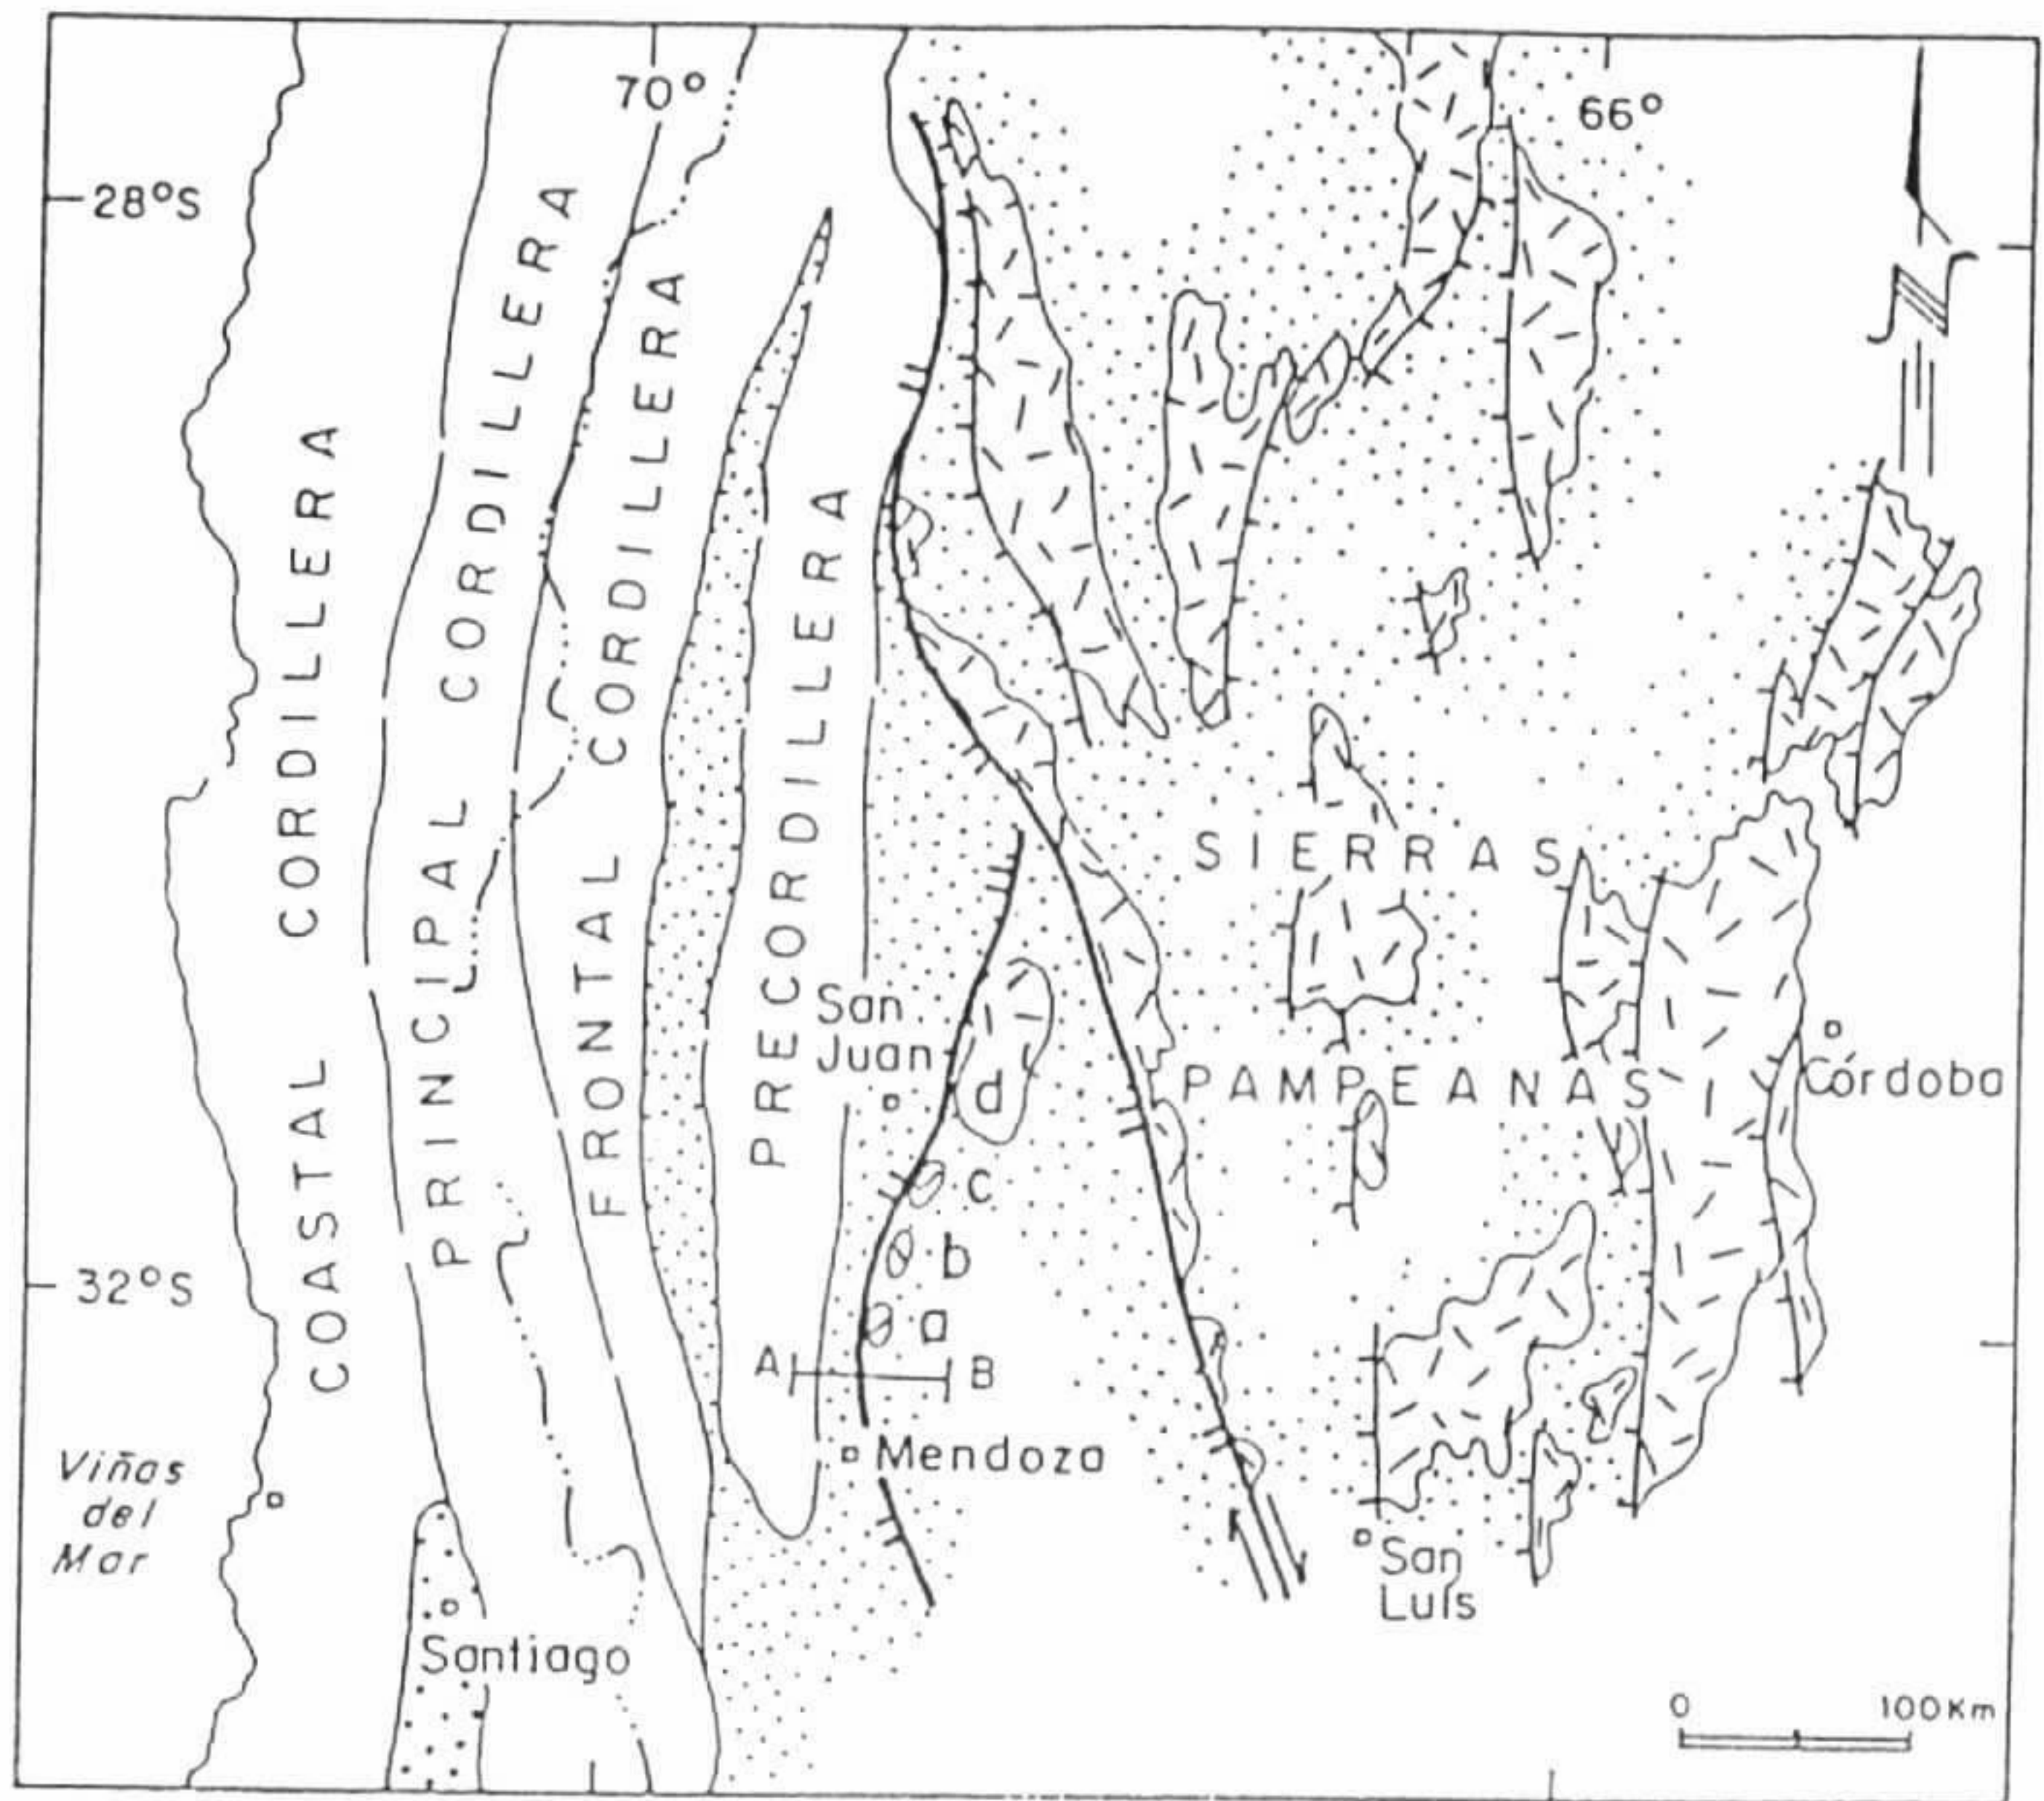 70°
66°
28°S
COASTAL CORDILLERA
PRINCIPAL CORDILLERA
FRONTAL CORDILLERA
PRECORDILLERA
SIERRAS
PAMPEANAS
San
Juan
d
Córdoba
c
b
32°S
a
A
B
Mendoza
Viñas
del
Mar
San
Luís
Santiago
0
100Km
N